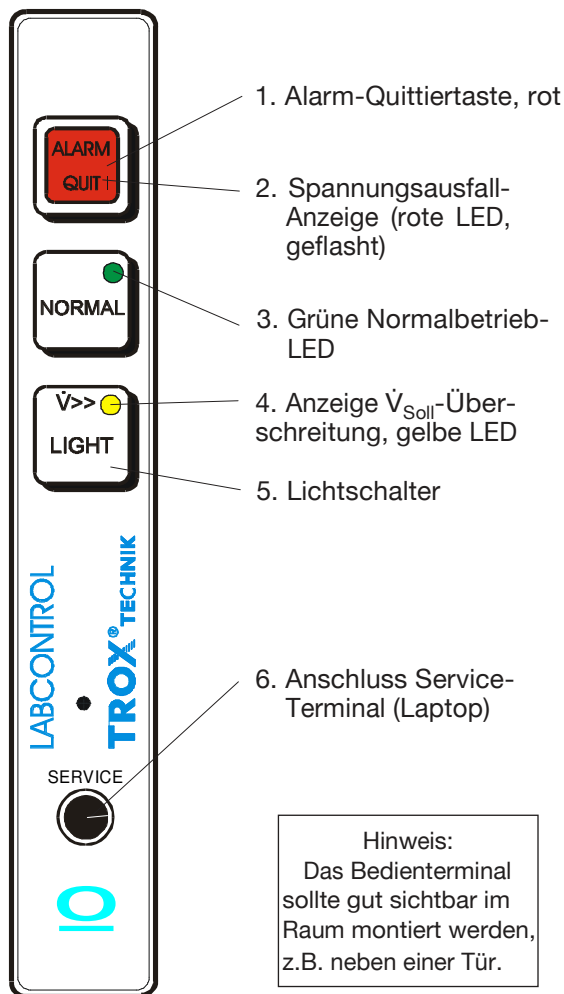 ALARM
QUIT
NORMAL
V̇>>
LIGHT
LABCONTROL
TROX® TECHNIK
SERVICE
IO
1. Alarm-Quittiertaste, rot
2. Spannungsausfall-
Anzeige (rote LED,
geflasht)
3. Grüne Normalbetrieb-
LED
4. Anzeige V̇Soll-Über-
schreitung, gelbe LED
5. Lichtschalter
6. Anschluss Service-
Terminal (Laptop)
Hinweis:
Das Bedienterminal
sollte gut sichtbar im
Raum montiert werden,
z.B. neben einer Tür.